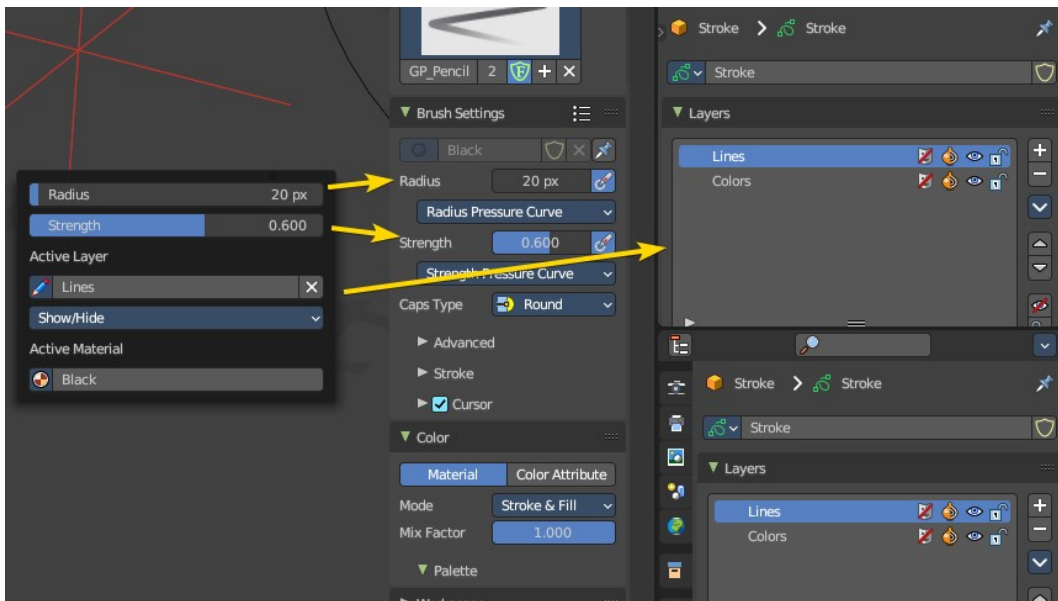 Radius 20 px
Strength 0.600
Active Layer
Lines
Show/Hide
Active Material
Black
GP_Pencil 2
Brush Settings
Black
Radius 20 px
Radius Pressure Curve
Strength 0.600
Strength Pressure Curve
Caps Type Round
Advanced
Stroke
Cursor
Color
Material Color Attribute
Mode Stroke & Fill
Mix Factor 1.000
Palette
Stroke Stroke
Stroke
Layers
Lines
Colors
Stroke Stroke
Stroke
Layers
Lines
Colors